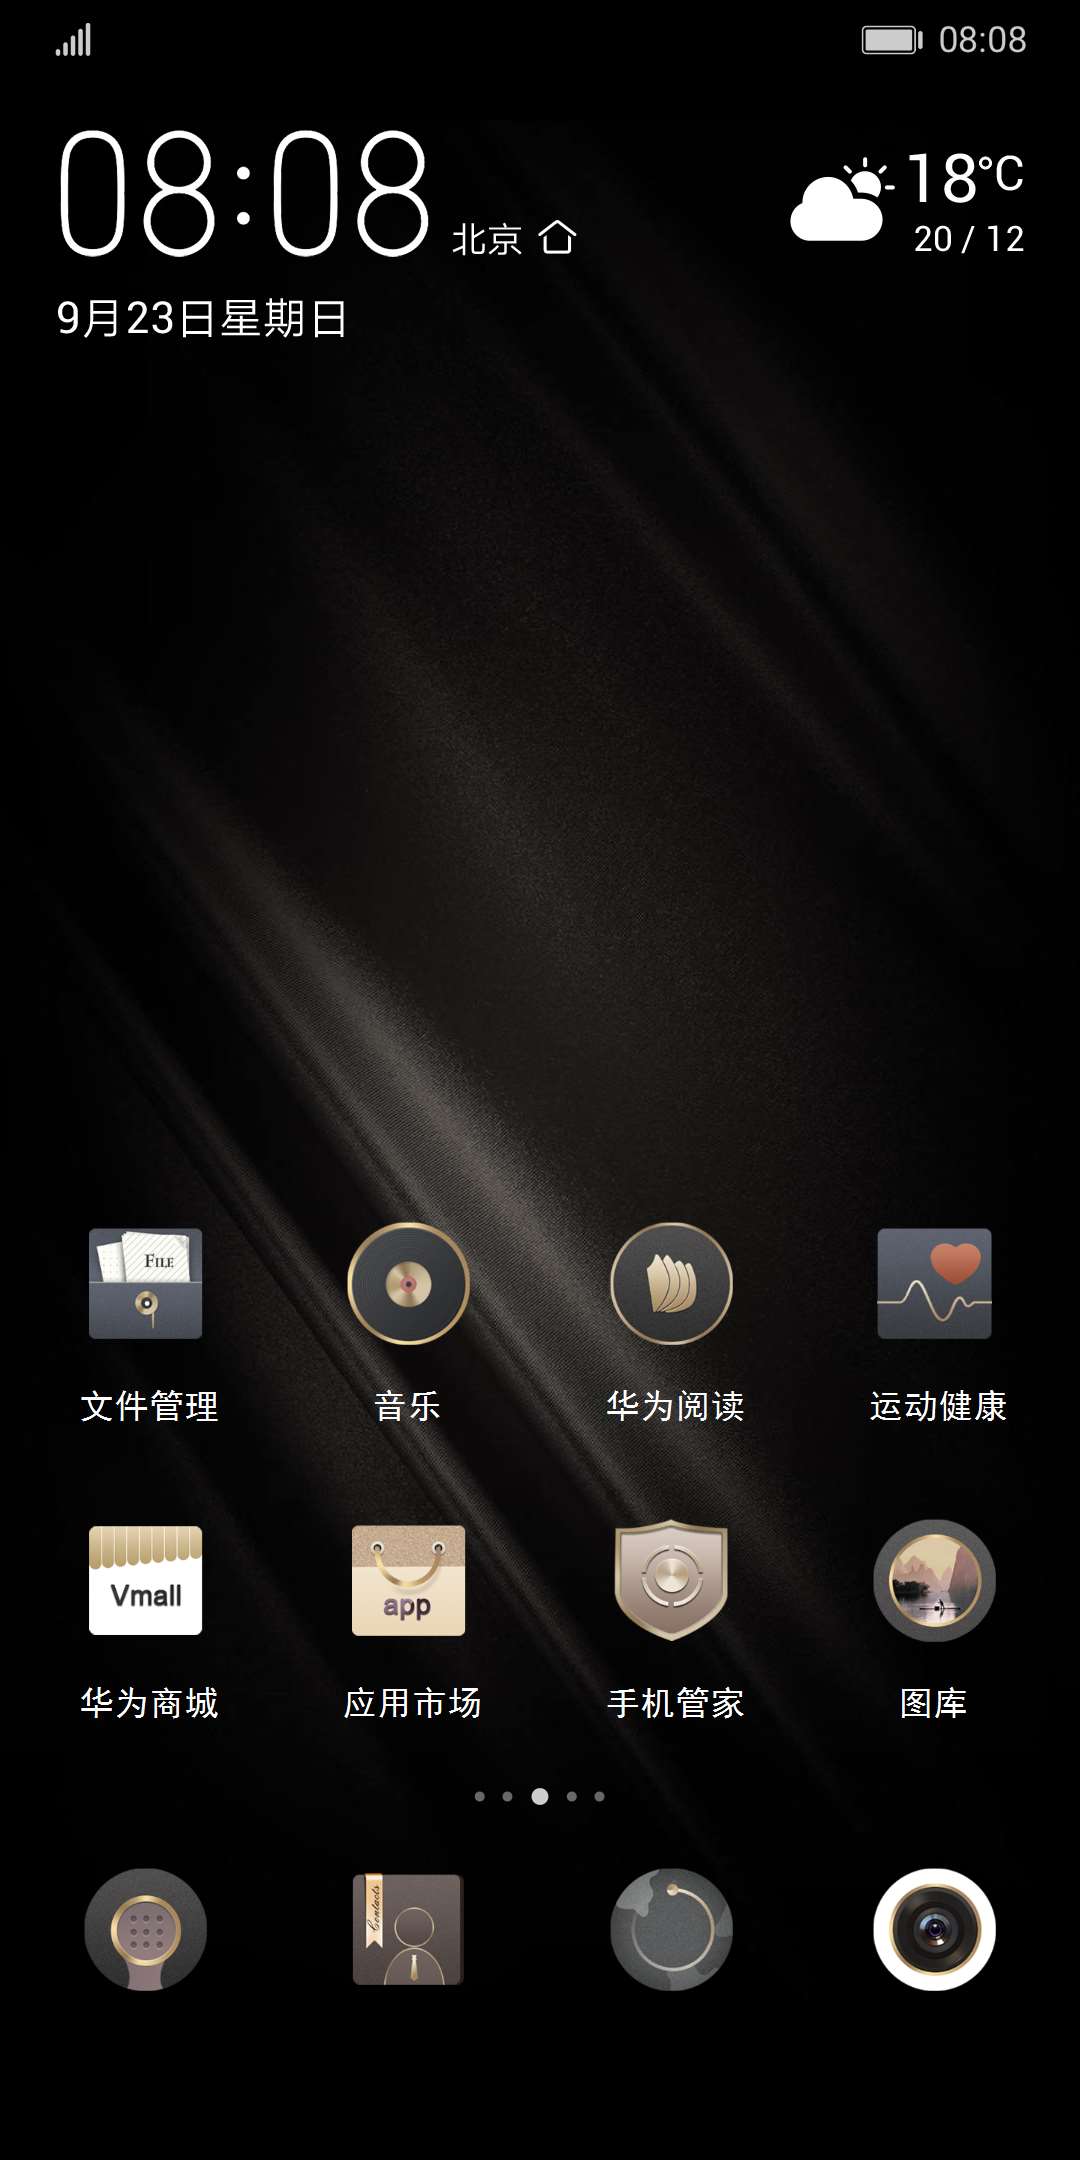 08:08
08:08
北京
18°C
20 / 12
9月23日星期日
FILE
文件管理
音乐
华为阅读
运动健康
Vmall
app
华为商城
应用市场
手机管家
图库
Contacts